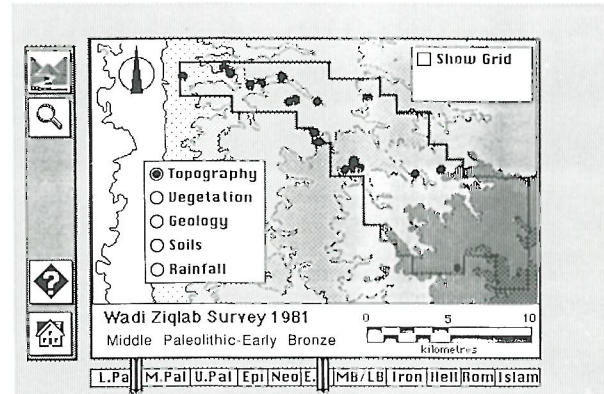 Show Grid
Topography
Vegetation
Geology
Soils
Rainfall
Wadi Ziqlab Survey 1981
Middle Paleolithic-Early Bronze
0 5 10
kilometres
L.Pa M.Pal U.Pal Epi Neo E. MB/LB Iron Hell Rom Islam
?